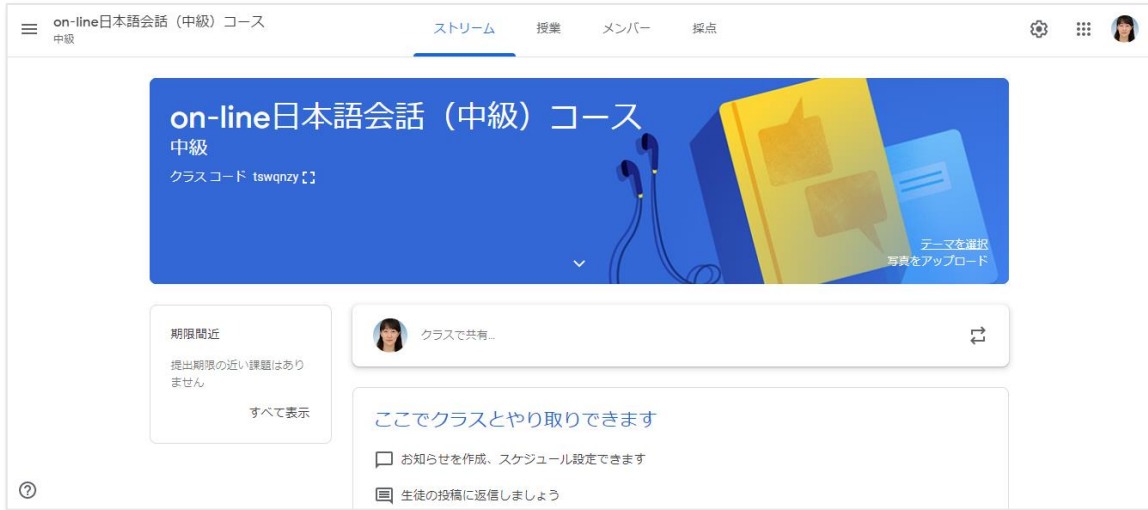 on-line日本語会話（中級）コース
中級
ストリーム 授業 メンバー 採点
on-line日本語会話（中級）コース
中級
クラス コード tswqnzy
テーマを選択
写真をアップロード
期限間近
提出期限の近い課題はあり
ません
すべて表示
クラスで共有...
ここでクラスとやり取りできます
お知らせを作成、スケジュール設定できます
生徒の投稿に返信しましょう